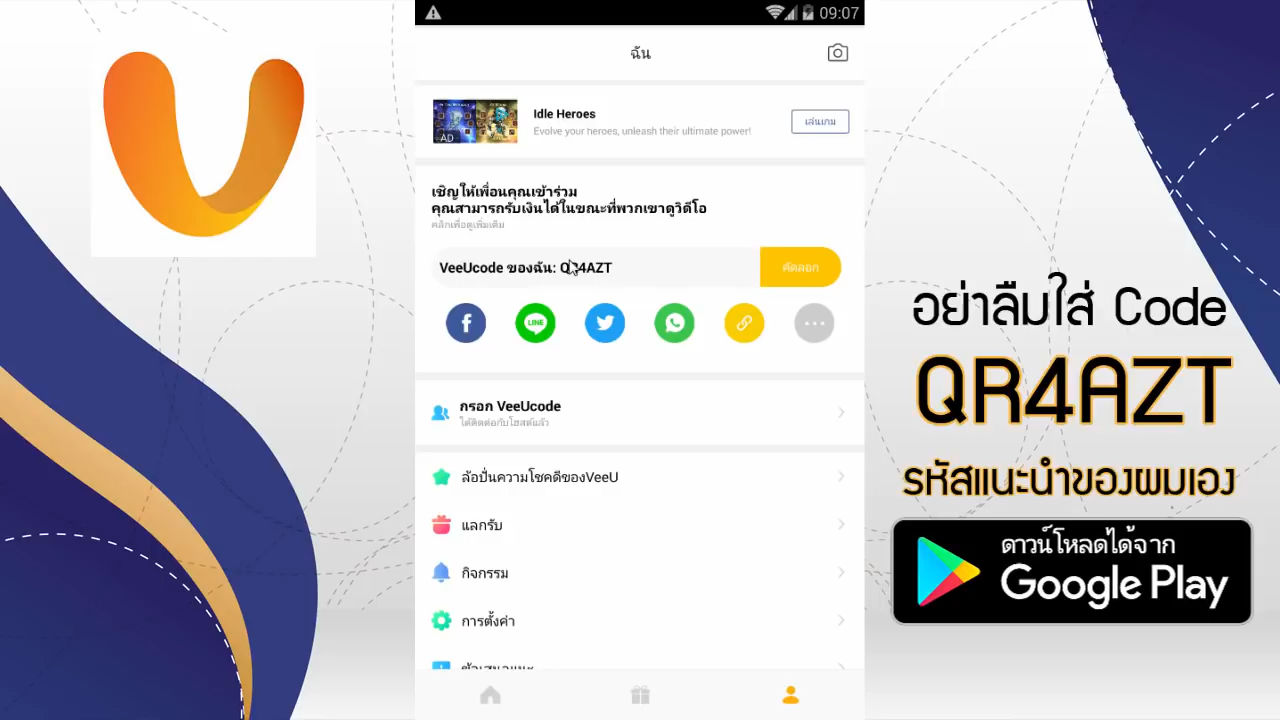 09:07
ฉัน
Idle Heroes
Evolve your heroes, unleash their ultimate power!
AD
เล่นเกม
เชิญให้เพื่อนคุณเข้าร่วม
คุณสามารถรับเงินได้ในขณะที่พวกเขาดูวิดีโอ
คลิกเพื่อดูเพิ่มเติม
VeeUcode ของฉัน: QR4AZT
คัดลอก
LINE
กรอก VeeUcode
ได้ติดต่อกับโฮสต์แล้ว
ล้อปั่นความโชคดีของVeeU
แลกรับ
กิจกรรม
การตั้งค่า
ข้อเสนอแนะ
อย่าลืมใส่ Code
QR4AZT
รหัสแนะนำของผมเอง
ดาวน์โหลดได้จาก
Google Play